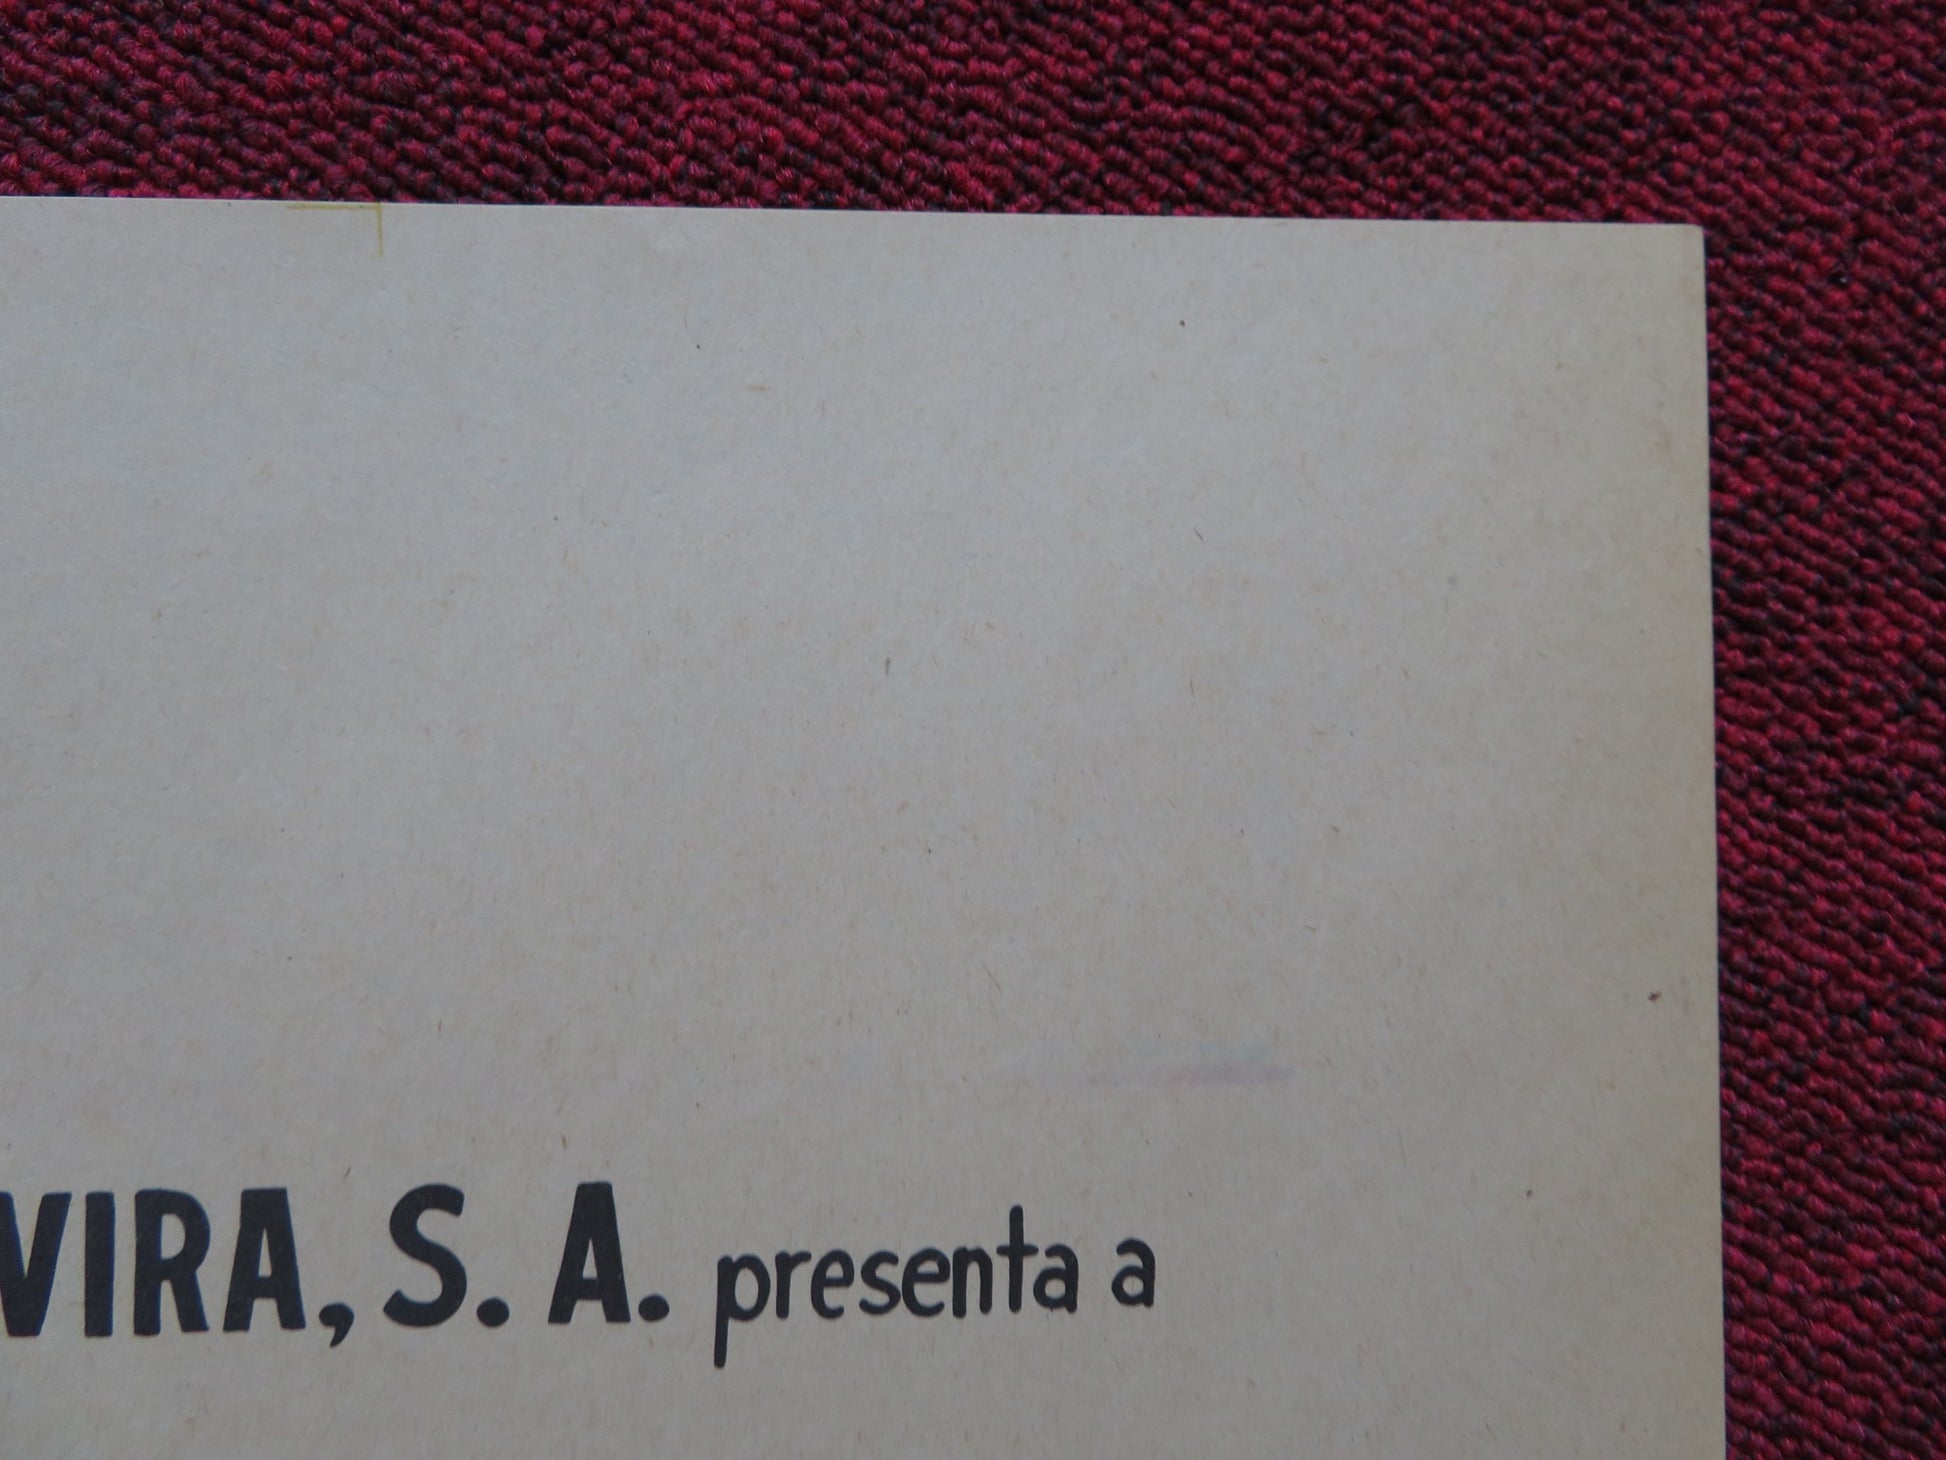 VIRA, S. A. presenta a